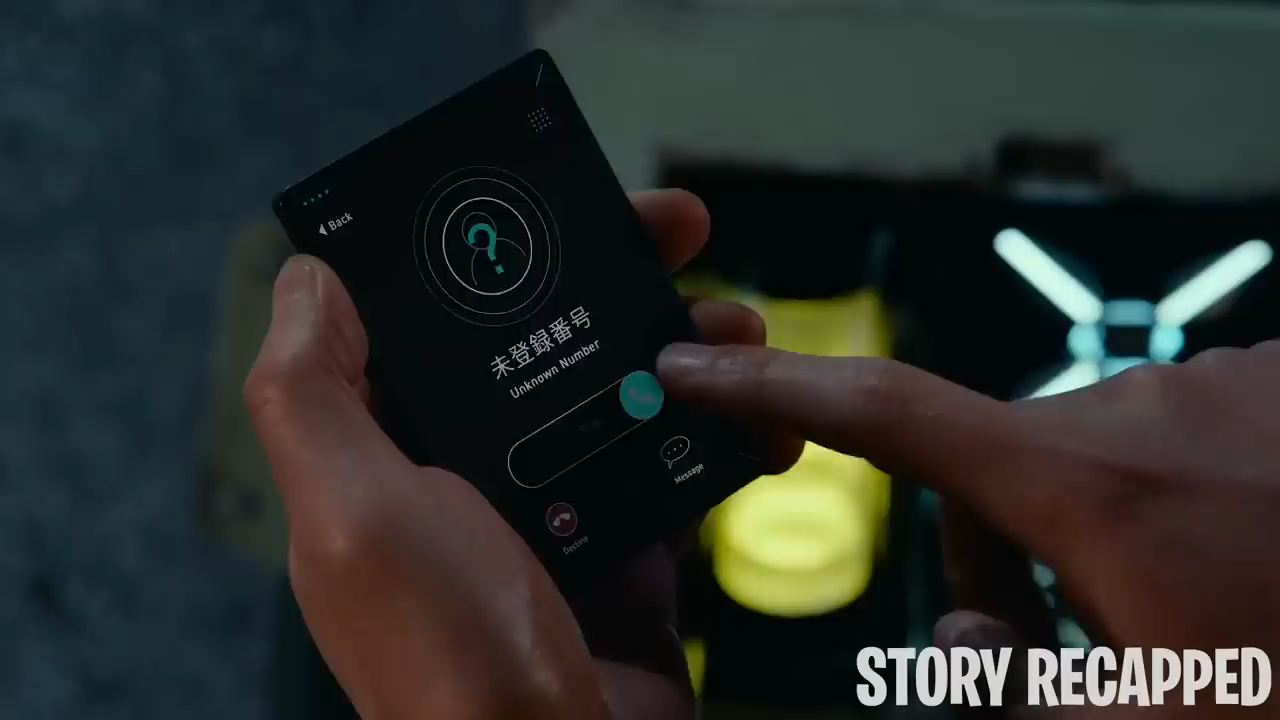 Back
未登録番号
Unknown Number
Message
Decline
STORY RECAPPED